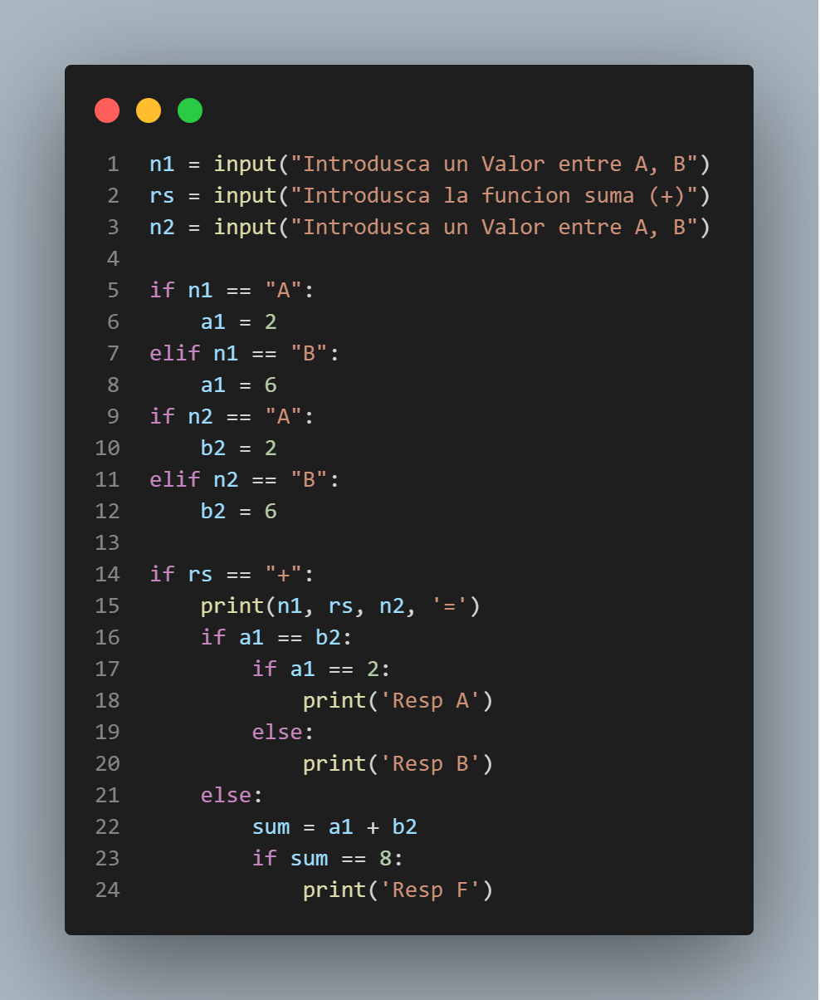 1 n1 = input("Introdusca un Valor entre A, B")
2 rs = input("Introdusca la funcion suma (+)")
3 n2 = input("Introdusca un Valor entre A, B")
4
5 if n1 == "A":
6     a1 = 2
7 elif n1 == "B":
8     a1 = 6
9 if n2 == "A":
10     b2 = 2
11 elif n2 == "B":
12     b2 = 6
13
14 if rs == "+":
15     print(n1, rs, n2, '=')
16     if a1 == b2:
17         if a1 == 2:
18             print('Resp A')
19         else:
20             print('Resp B')
21     else:
22         sum = a1 + b2
23         if sum == 8:
24             print('Resp F')